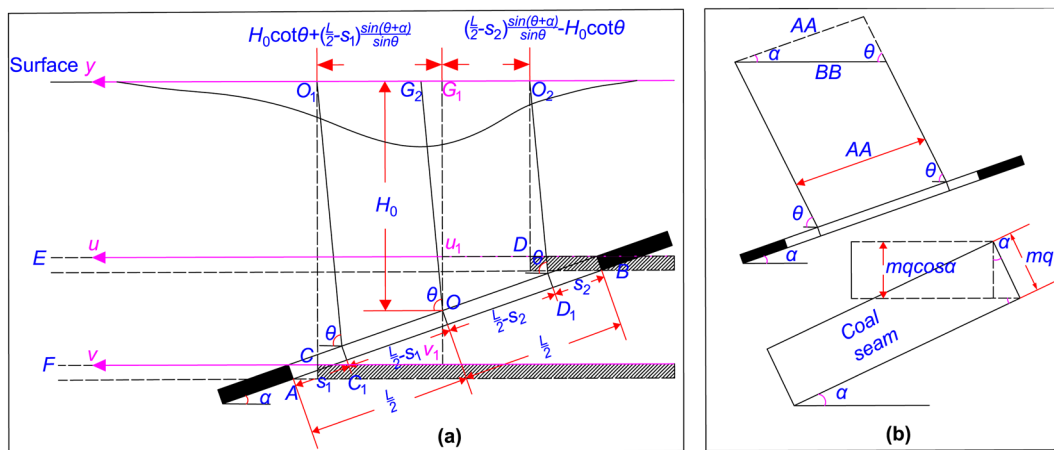 H₀cotθ+(L/2-s₁)sin(θ+α)/sinθ
(L/2-s₂)sin(θ+α)/sinθ-H₀cotθ
Surface y
O₁
G₂
G₁
O₂
H₀
u
u₁
D
E
θ
B
O
s₂
D₁
θ
θ
L/2-s₂
C
L/2-s₁
v₁
L/2
F
v
A
s₁
C₁
α
L/2
(a)
AA
α
θ
BB
AA
θ
θ
α
α
mqcosα
mq
Coal
seam
α
(b)